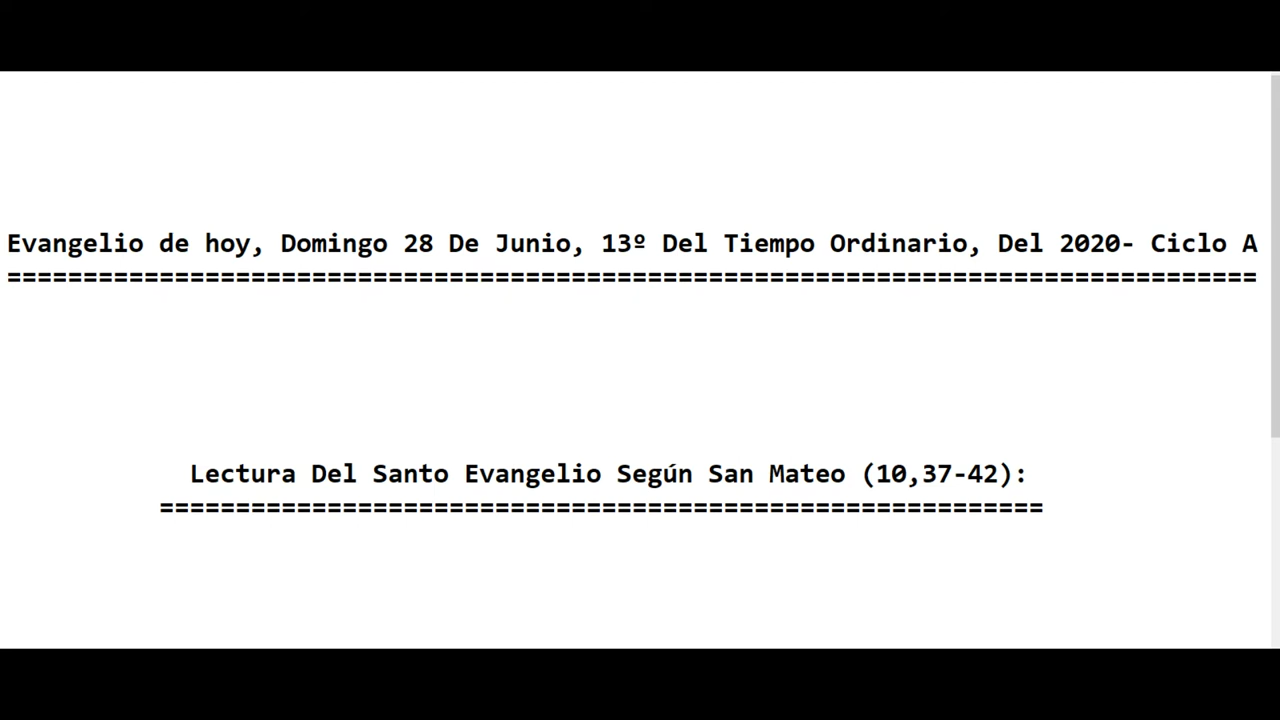 Evangelio de hoy, Domingo 28 De Junio, 13º Del Tiempo Ordinario, Del 2020- Ciclo A
==================================================================================
Lectura Del Santo Evangelio Según San Mateo (10,37-42):
==========================================================